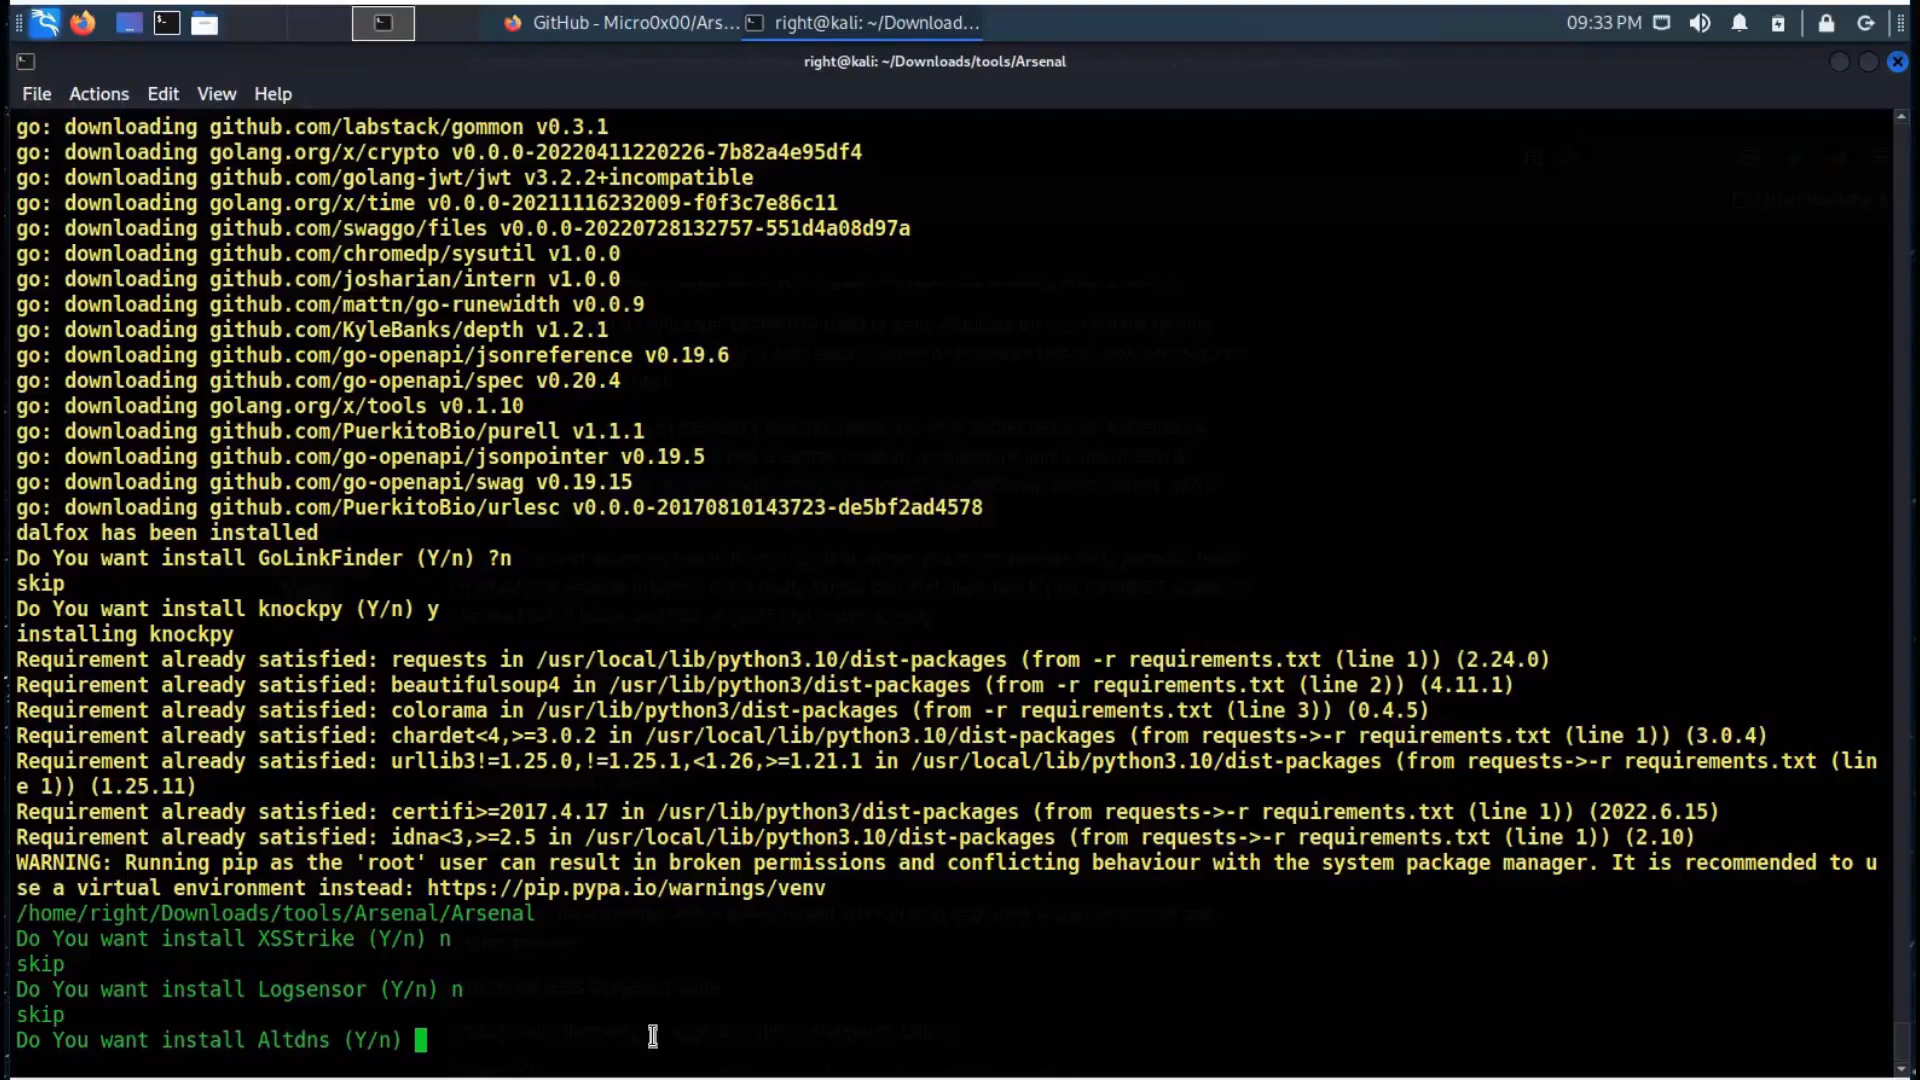 GitHub - Micro0x00/Ars...
right@kali: ~/Download...
09:33 PM
right@kali: ~/Downloads/tools/Arsenal
File Actions Edit View Help
go: downloading github.com/labstack/gommon v0.3.1
go: downloading golang.org/x/crypto v0.0.0-20220411220226-7b82a4e95df4
go: downloading github.com/golang-jwt/jwt v3.2.2+incompatible
go: downloading golang.org/x/time v0.0.0-20211116232009-f0f3c7e86c11
go: downloading github.com/swaggo/files v0.0.0-20220728132757-551d4a08d97a
go: downloading github.com/chromedp/sysutil v1.0.0
go: downloading github.com/josharian/intern v1.0.0
go: downloading github.com/mattn/go-runewidth v0.0.9
go: downloading github.com/KyleBanks/depth v1.2.1
go: downloading github.com/go-openapi/jsonreference v0.19.6
go: downloading github.com/go-openapi/spec v0.20.4
go: downloading golang.org/x/tools v0.1.10
go: downloading github.com/PuerkitoBio/purell v1.1.1
go: downloading github.com/go-openapi/jsonpointer v0.19.5
go: downloading github.com/go-openapi/swag v0.19.15
go: downloading github.com/PuerkitoBio/urlesc v0.0.0-20170810143723-de5bf2ad4578
dalfox has been installed
Do You want install GoLinkFinder (Y/n) ?n
skip
Do You want install knockpy (Y/n) y
installing knockpy
Requirement already satisfied: requests in /usr/local/lib/python3.10/dist-packages (from -r requirements.txt (line 1)) (2.24.0)
Requirement already satisfied: beautifulsoup4 in /usr/lib/python3/dist-packages (from -r requirements.txt (line 2)) (4.11.1)
Requirement already satisfied: colorama in /usr/lib/python3/dist-packages (from -r requirements.txt (line 3)) (0.4.5)
Requirement already satisfied: chardet<4,>=3.0.2 in /usr/local/lib/python3.10/dist-packages (from requests->-r requirements.txt (line 1)) (3.0.4)
Requirement already satisfied: urllib3!=1.25.0,!=1.25.1,<1.26,>=1.21.1 in /usr/local/lib/python3.10/dist-packages (from requests->-r requirements.txt (lin
e 1)) (1.25.11)
Requirement already satisfied: certifi>=2017.4.17 in /usr/lib/python3/dist-packages (from requests->-r requirements.txt (line 1)) (2022.6.15)
Requirement already satisfied: idna<3,>=2.5 in /usr/local/lib/python3.10/dist-packages (from requests->-r requirements.txt (line 1)) (2.10)
WARNING: Running pip as the 'root' user can result in broken permissions and conflicting behaviour with the system package manager. It is recommended to u
se a virtual environment instead: https://pip.pypa.io/warnings/venv
/home/right/Downloads/tools/Arsenal/Arsenal
Do You want install XSStrike (Y/n) n
skip
Do You want install Logsensor (Y/n) n
skip
Do You want install Altdns (Y/n)